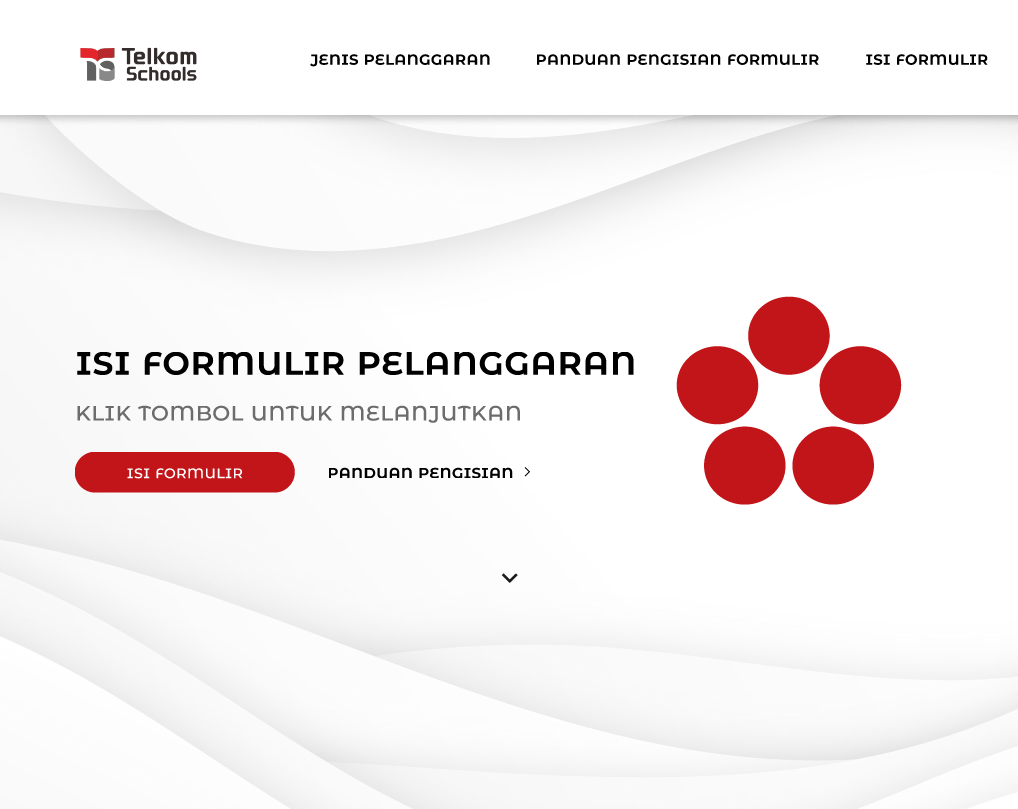 Telkom
Schools
JENIS PELANGGARAN
PANDUAN PENGISIAN FORMULIR
ISI FORMULIR
ISI FORMULIR PELANGGARAN
KLIK TOMBOL UNTUK MELANJUTKAN
ISI FORMULIR
PANDUAN PENGISIAN >